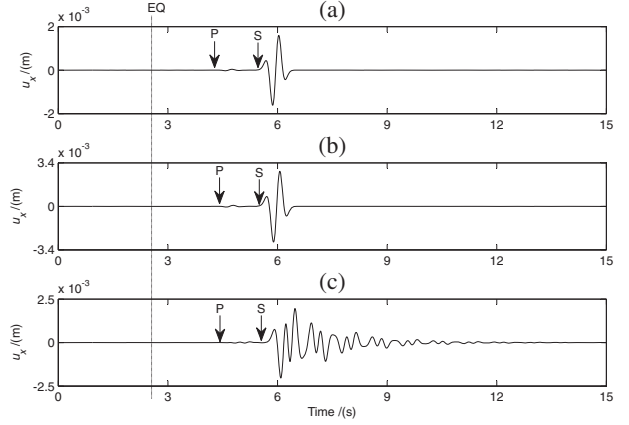 EQ
(a)
x 10⁻³
2
0
-2
u_x /(m)
P
S
0 3 6 9 12 15
(b)
x 10⁻³
3.4
0
-3.4
u_x /(m)
P
S
0 3 6 9 12 15
(c)
x 10⁻³
2.5
0
-2.5
u_x /(m)
P
S
0 3 6 9 12 15
Time /(s)